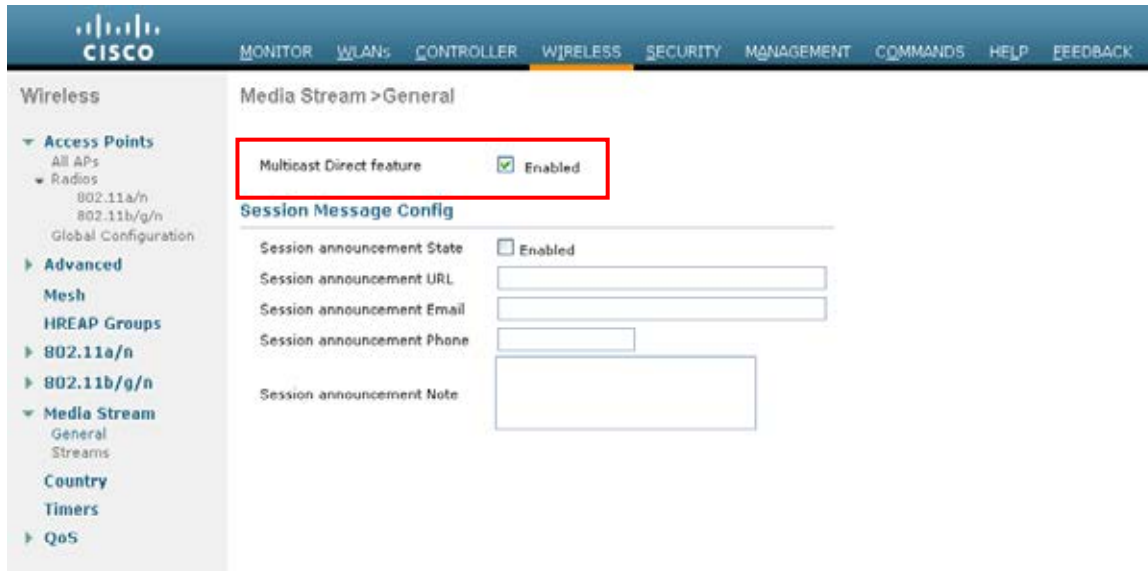 CISCO
MONITOR WLANs CONTROLLER WIRELESS SECURITY MANAGEMENT COMMANDS HELP FEEDBACK
Wireless
Access Points
All APs
Radios
802.11a/n
802.11b/g/n
Global Configuration
Advanced
Mesh
HREAP Groups
802.11a/n
802.11b/g/n
Media Stream
General
Streams
Country
Timers
QoS
Media Stream >General
Multicast Direct feature Enabled
Session Message Config
Session announcement State Enabled
Session announcement URL
Session announcement Email
Session announcement Phone
Session announcement Note